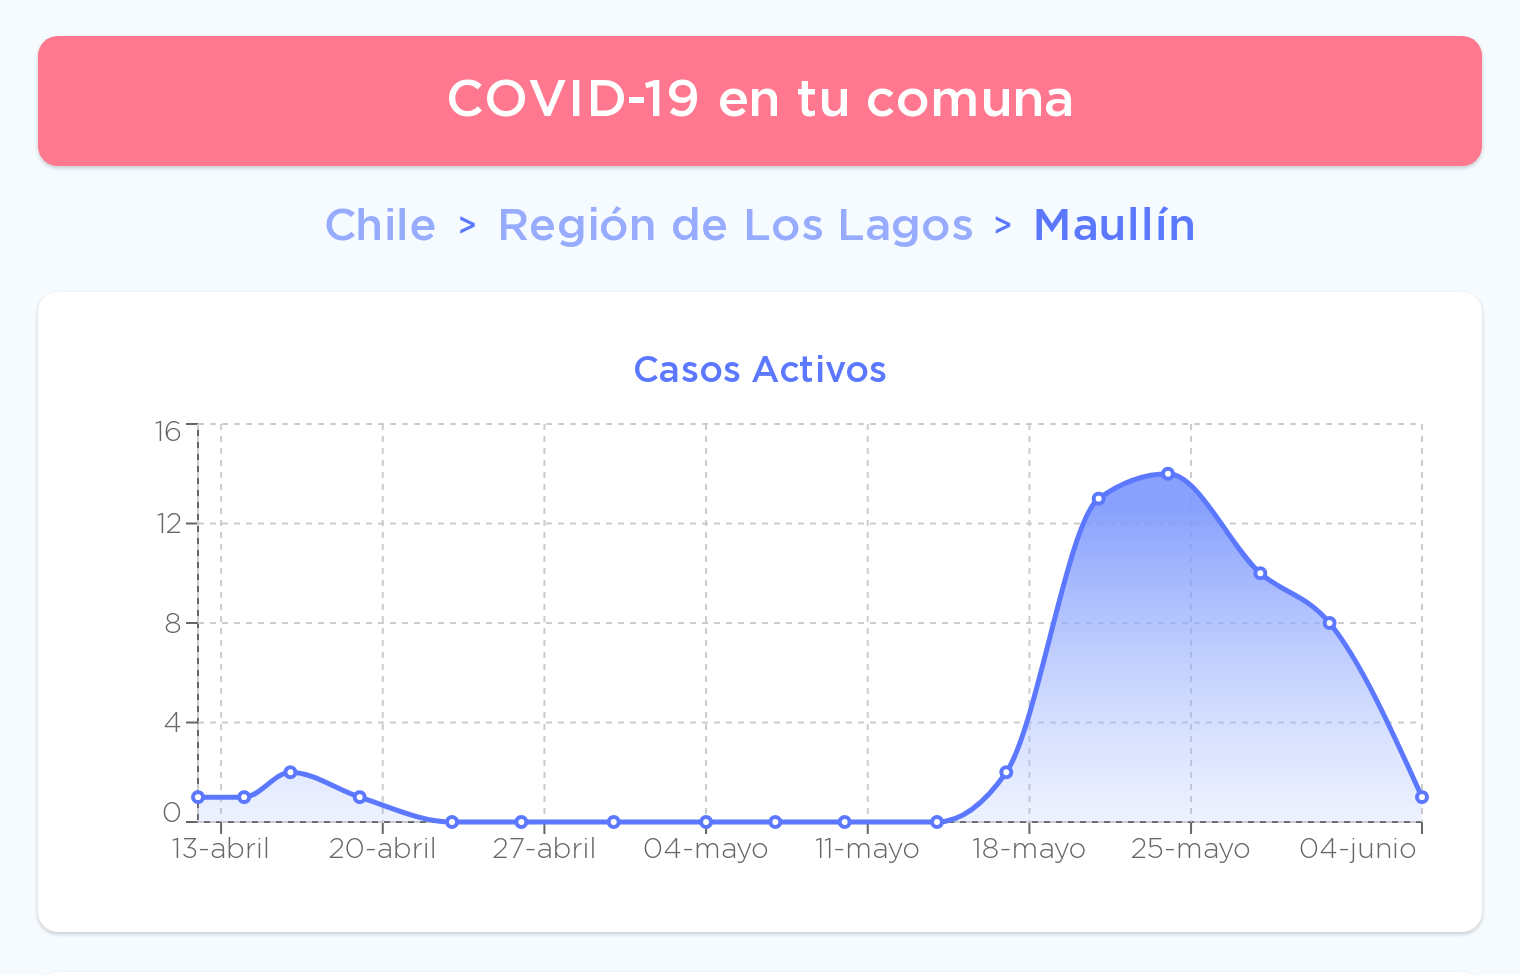 COVID-19 en tu comuna
Chile > Región de Los Lagos > Maullín
Casos Activos
16
12
8
4
0
13-abril 20-abril 27-abril 04-mayo 11-mayo 18-mayo 25-mayo 04-junio